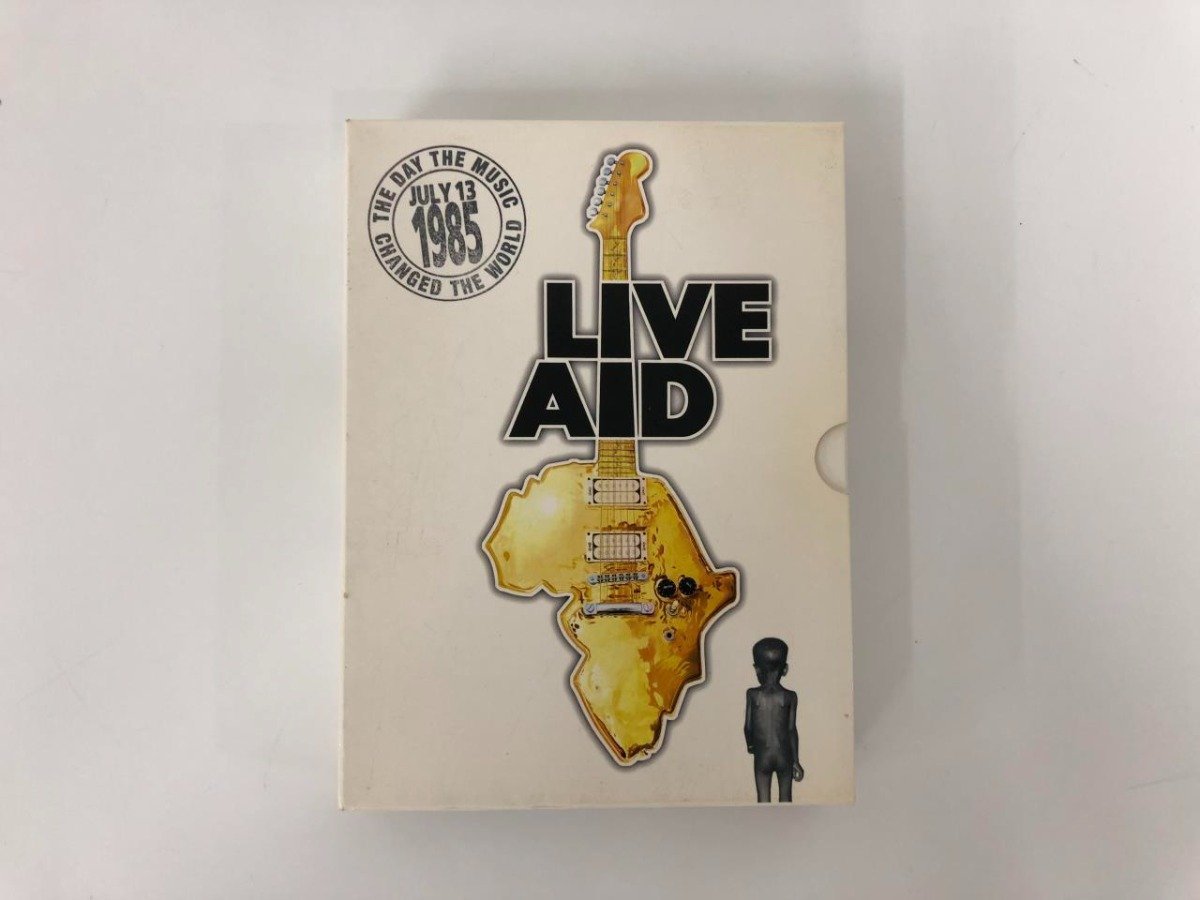 THE DAY THE MUSIC
JULY 13
1985
CHANGED THE WORLD
LIVE
AID